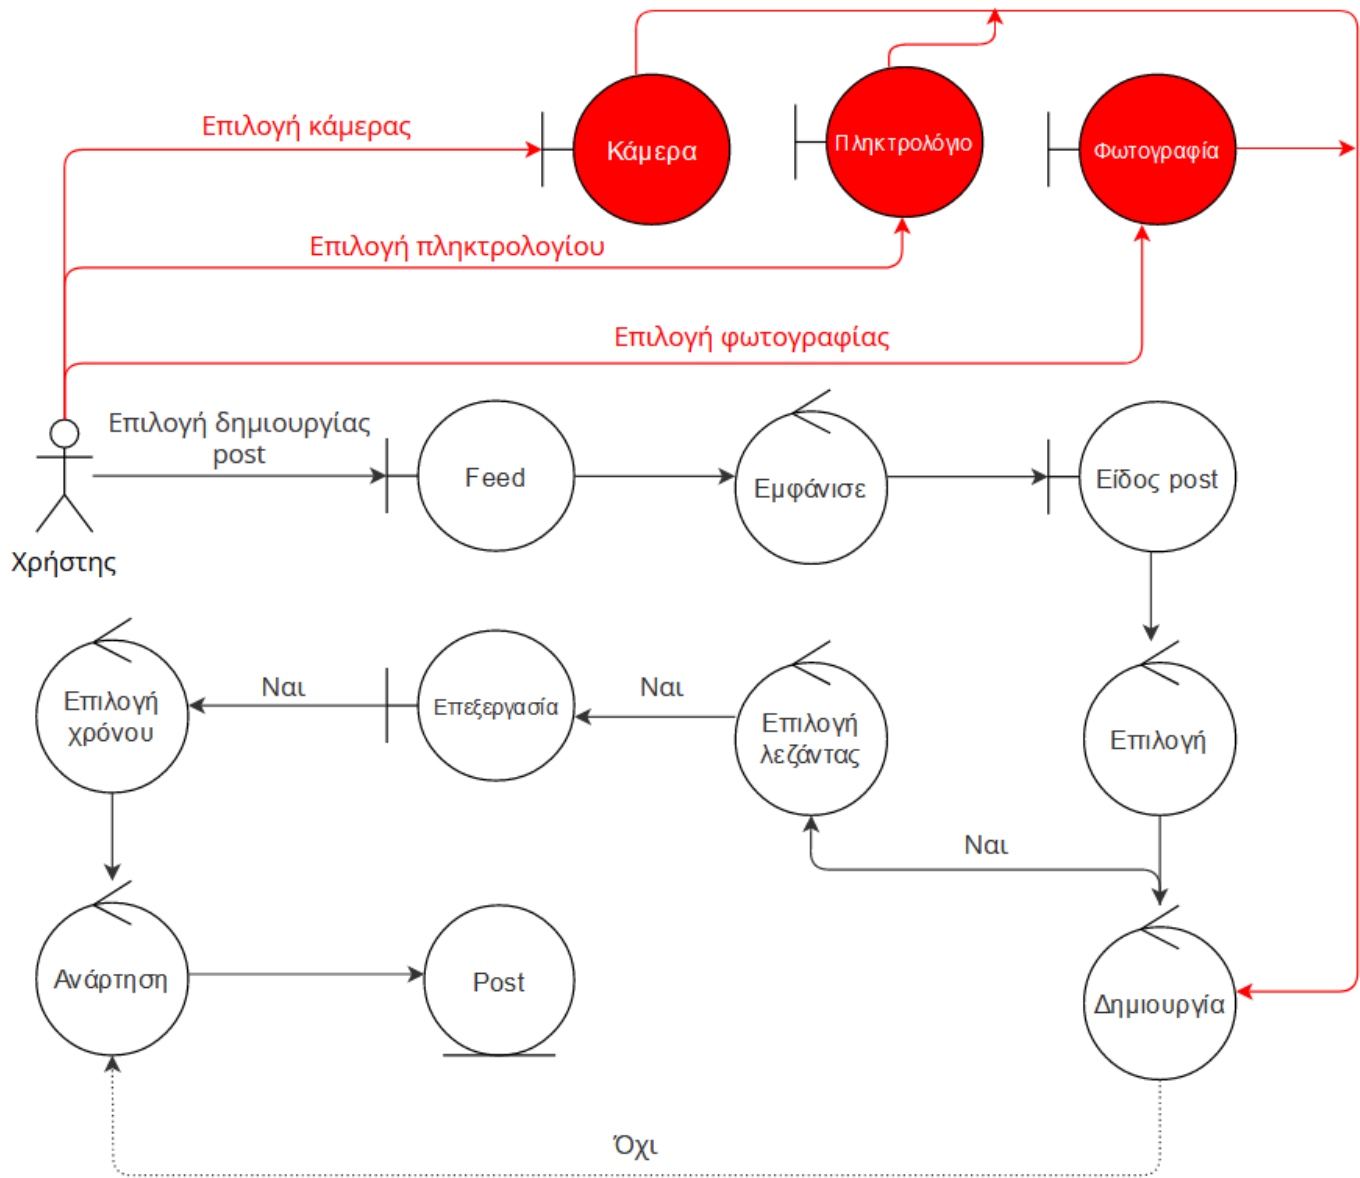 Επιλογή κάμερας
Κάμερα
Πληκτρολόγιο
Φωτογραφία
Επιλογή πληκτρολογίου
Επιλογή φωτογραφίας
Επιλογή δημιουργίας
post
Feed
Εμφάνισε
Είδος post
Χρήστης
Επιλογή
χρόνου
Ναι
Επεξεργασία
Ναι
Επιλογή
λεζάντας
Επιλογή
Ναι
Ανάρτηση
Post
Δημιουργία
Όχι